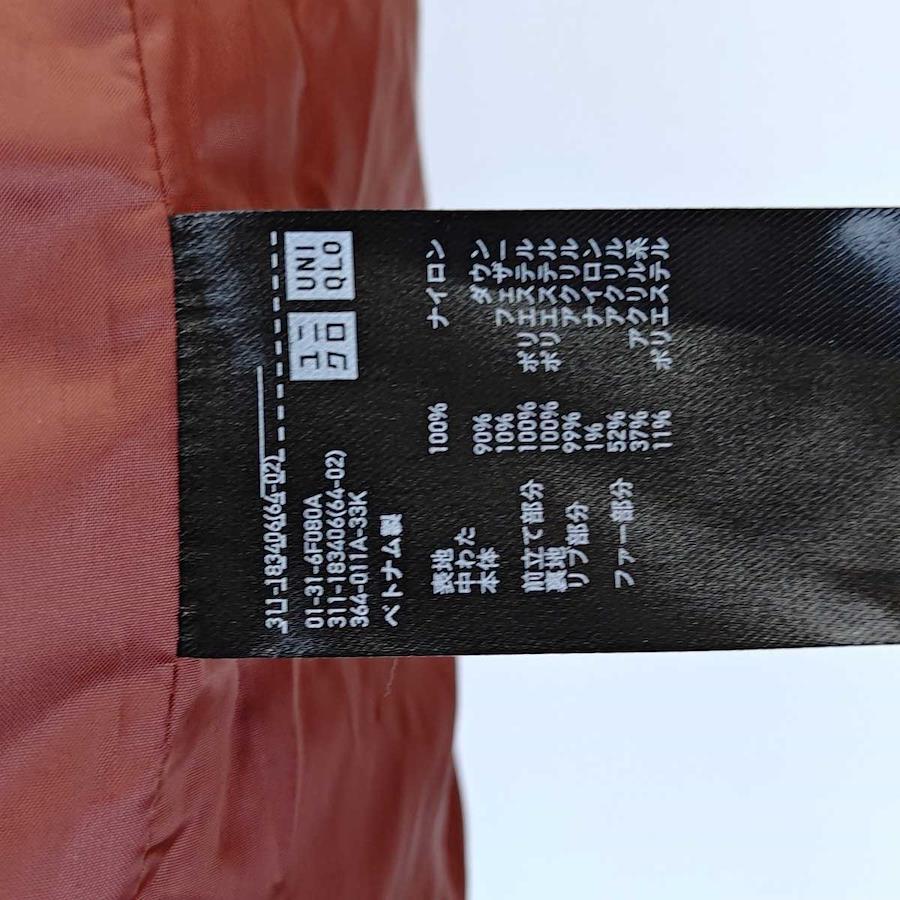 311-183406(64-02)
ユニ UNI
クロ QLO
01-31-6F080A
311-183406(64-02)
364-011A-33K
ベトナム製
表地 100% ナイロン
中わた
本体 90% ダウン
10% フェザー
前立て部分 100% ポリエステル
裏地 100% ポリエステル
リブ部分 99% アクリル
1% ナイロン
ファー部分 52% アクリル
37% アクリル系
11% ポリエステル